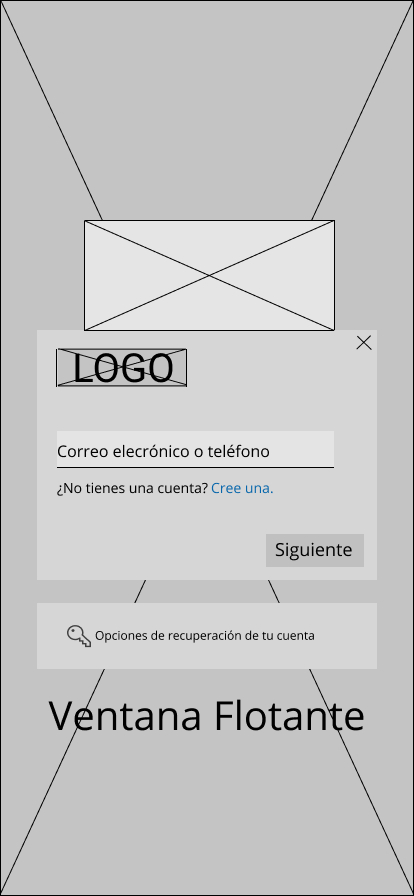 LOGO
Correo elecrónico o teléfono
¿No tienes una cuenta? Cree una.
Siguiente
Opciones de recuperación de tu cuenta
Ventana Flotante